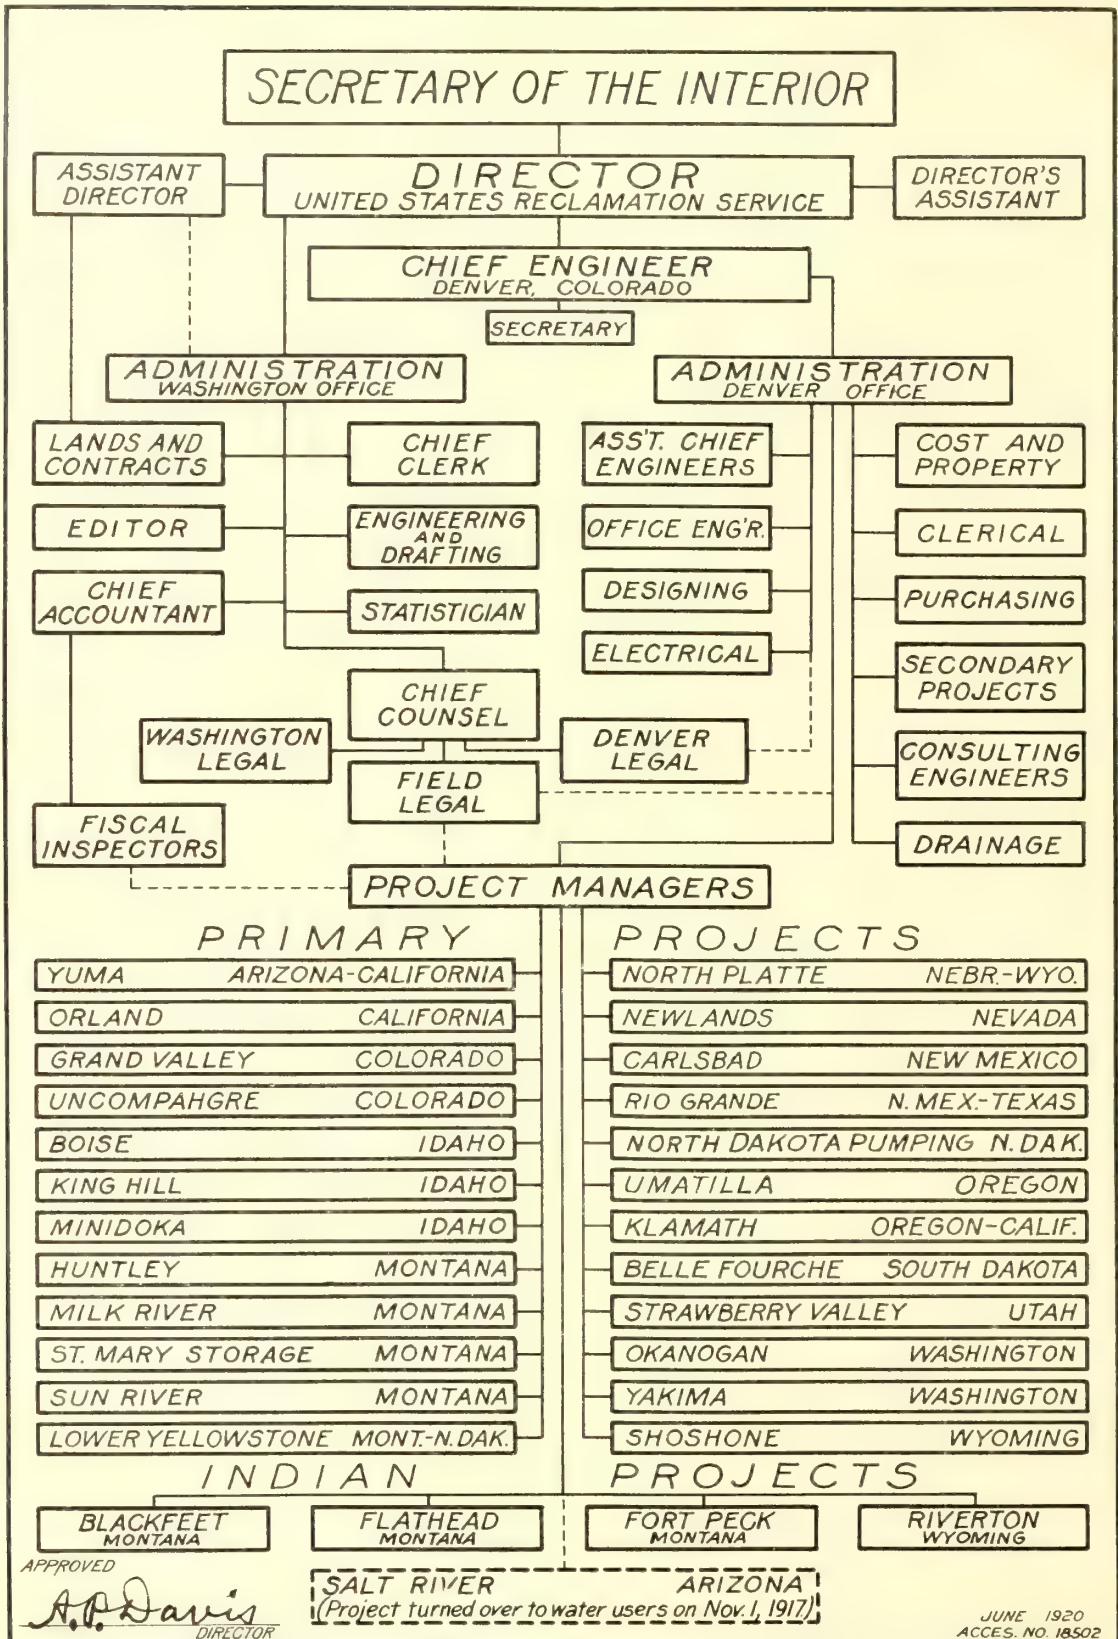 SECRETARY OF THE INTERIOR
ASSISTANT
DIRECTOR
DIRECTOR
UNITED STATES RECLAMATION SERVICE
DIRECTOR'S
ASSISTANT
CHIEF ENGINEER
DENVER, COLORADO
SECRETARY
ADMINISTRATION
WASHINGTON OFFICE
ADMINISTRATION
DENVER OFFICE
LANDS AND
CONTRACTS
CHIEF
CLERK
ASS'T. CHIEF
ENGINEERS
COST AND
PROPERTY
EDITOR
ENGINEERING
AND
DRAFTING
OFFICE ENG'R.
CLERICAL
CHIEF
ACCOUNTANT
STATISTICIAN
DESIGNING
PURCHASING
ELECTRICAL
SECONDARY
PROJECTS
CHIEF
COUNSEL
WASHINGTON
LEGAL
DENVER
LEGAL
CONSULTING
ENGINEERS
FIELD
LEGAL
FISCAL
INSPECTORS
DRAINAGE
PROJECT MANAGERS
PRIMARY PROJECTS
YUMA ARIZONA-CALIFORNIA
NORTH PLATTE NEBR.-WYO.
ORLAND CALIFORNIA
NEWLANDS NEVADA
GRAND VALLEY COLORADO
CARLSBAD NEW MEXICO
UNCOMPAHGRE COLORADO
RIO GRANDE N. MEX.-TEXAS
BOISE IDAHO
NORTH DAKOTA PUMPING N. DAK.
KING HILL IDAHO
UMATILLA OREGON
MINIDOKA IDAHO
KLAMATH OREGON-CALIF.
HUNTLEY MONTANA
BELLE FOURCHE SOUTH DAKOTA
MILK RIVER MONTANA
STRAWBERRY VALLEY UTAH
ST. MARY STORAGE MONTANA
OKANOGAN WASHINGTON
SUN RIVER MONTANA
YAKIMA WASHINGTON
LOWER YELLOWSTONE MONT.-N.DAK.
SHOSHONE WYOMING
INDIAN PROJECTS
BLACKFEET
MONTANA
FLATHEAD
MONTANA
FORT PECK
MONTANA
RIVERTON
WYOMING
APPROVED
A.P. Davis
DIRECTOR
SALT RIVER ARIZONA
(Project turned over to water users on Nov. 1, 1917)
JUNE 1920
ACCES. NO. 18502